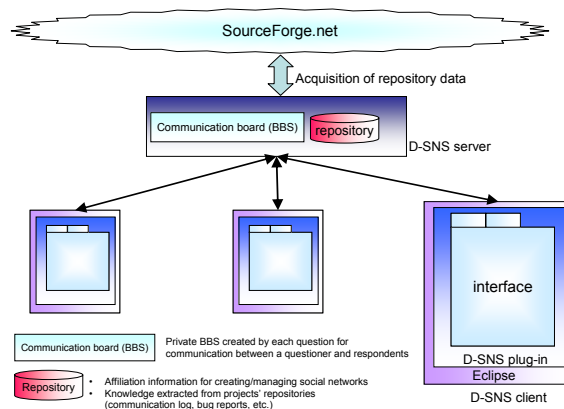 SourceForge.net
Acquisition of repository data
Communication board (BBS)
repository
D-SNS server
interface
D-SNS plug-in
Eclipse
D-SNS client
Communication board (BBS)
Private BBS created by each question for
communication between a questioner and respondents
Repository
• Affiliation information for creating/managing social networks
• Knowledge extracted from projects' repositories
(communication log, bug reports, etc.)